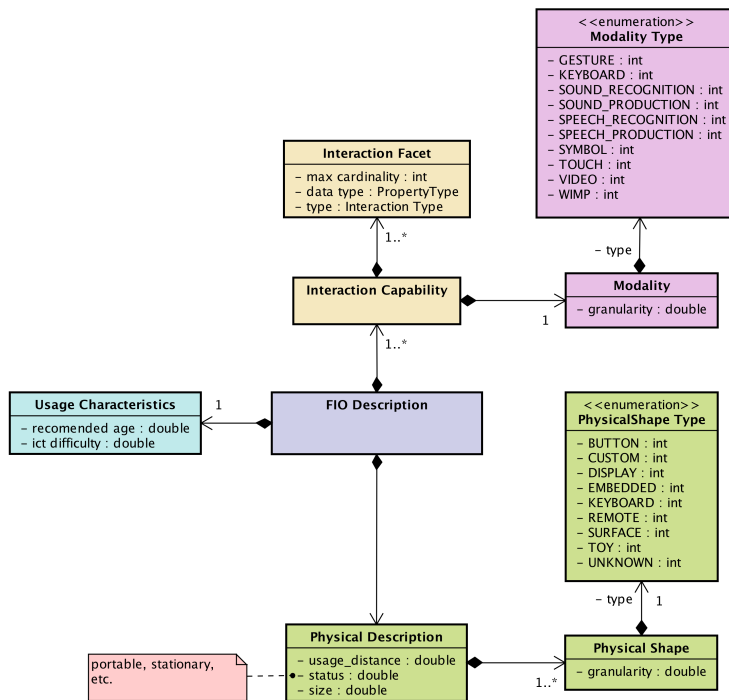 <<enumeration>>
Modality Type
- GESTURE : int
- KEYBOARD : int
- SOUND_RECOGNITION : int
- SOUND_PRODUCTION : int
- SPEECH_RECOGNITION : int
- SPEECH_PRODUCTION : int
- SYMBOL : int
- TOUCH : int
- VIDEO : int
- WIMP : int
Interaction Facet
- max cardinality : int
- data type : PropertyType
- type : Interaction Type
1..*
- type
Interaction Capability
1
Modality
- granularity : double
1..*
Usage Characteristics
- recomended age : double
- ict difficulty : double
1
FIO Description
<<enumeration>>
PhysicalShape Type
- BUTTON : int
- CUSTOM : int
- DISPLAY : int
- EMBEDDED : int
- KEYBOARD : int
- REMOTE : int
- SURFACE : int
- TOY : int
- UNKNOWN : int
- type
1
Physical Description
- usage_distance : double
- status : double
- size : double
1..*
Physical Shape
- granularity : double
portable, stationary,
etc.